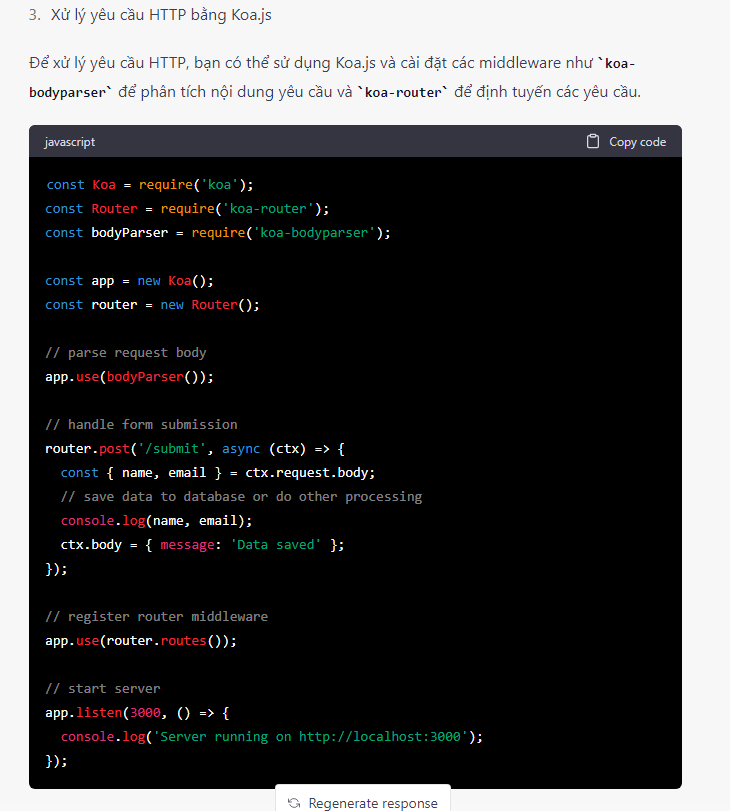 3. Xử lý yêu cầu HTTP bằng Koa.js
Để xử lý yêu cầu HTTP, bạn có thể sử dụng Koa.js và cài đặt các middleware như `koa-
bodyparser` để phân tích nội dung yêu cầu và `koa-router` để định tuyến các yêu cầu.
javascript Copy code
const Koa = require('koa');
const Router = require('koa-router');
const bodyParser = require('koa-bodyparser');
const app = new Koa();
const router = new Router();
// parse request body
app.use(bodyParser());
// handle form submission
router.post('/submit', async (ctx) => {
  const { name, email } = ctx.request.body;
  // save data to database or do other processing
  console.log(name, email);
  ctx.body = { message: 'Data saved' };
});
// register router middleware
app.use(router.routes());
// start server
app.listen(3000, () => {
  console.log('Server running on http://localhost:3000');
});
Regenerate response